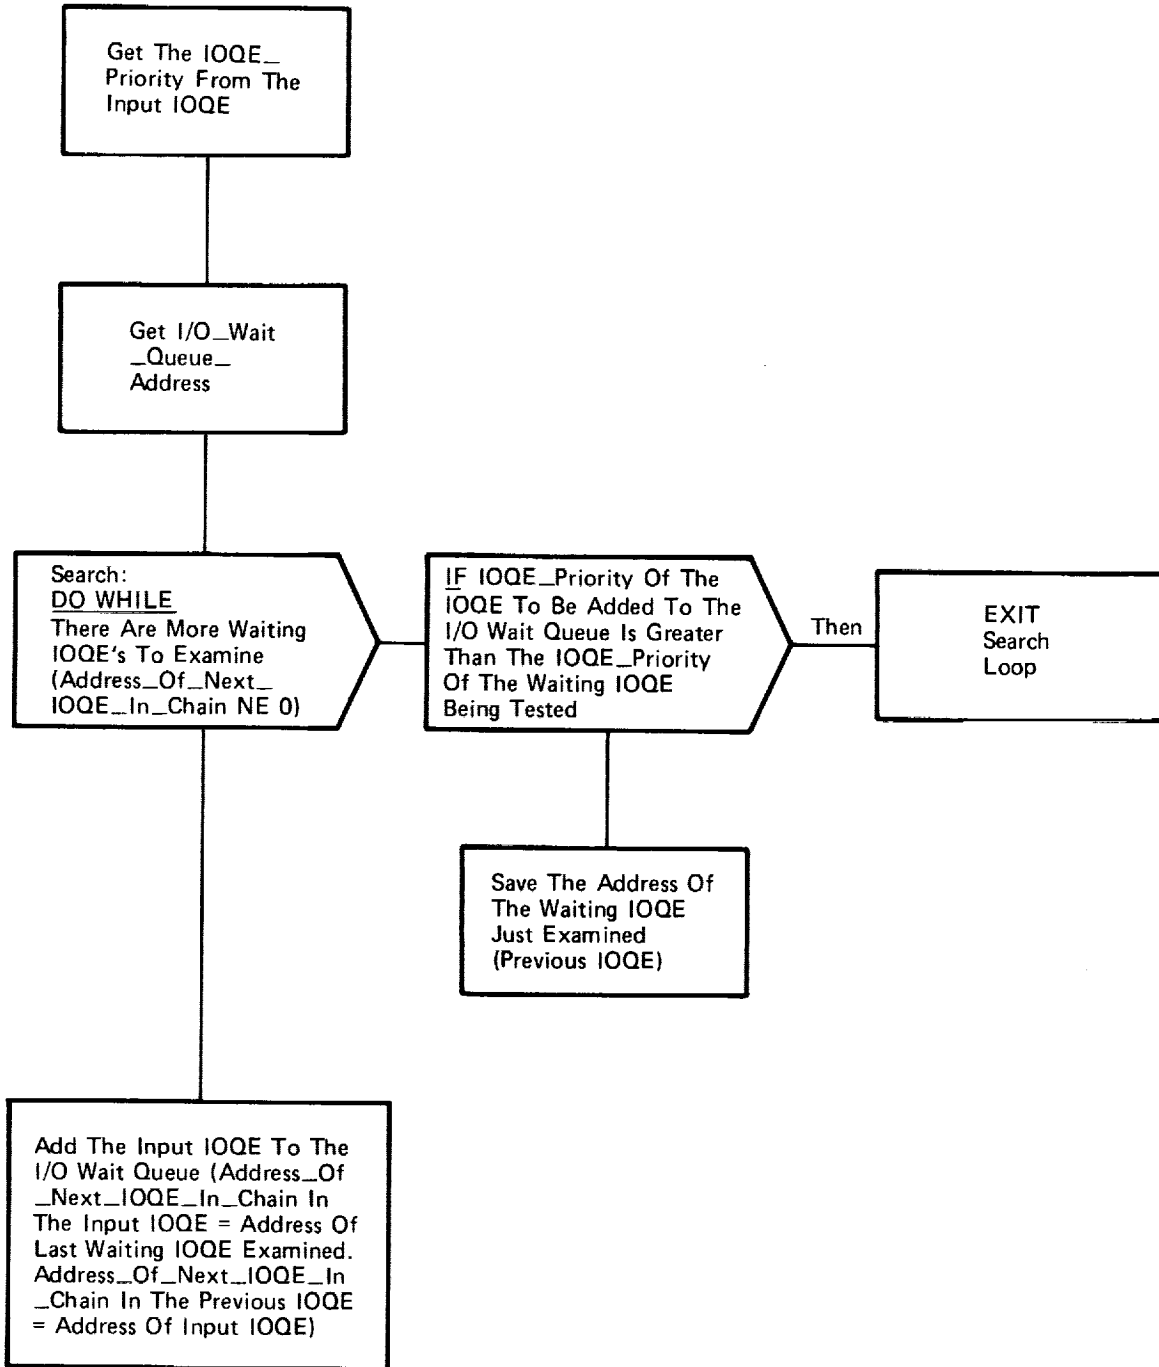 Get The IOQE_
Priority From The
Input IOQE
Get I/O_Wait
_Queue_
Address
Search:
DO WHILE
There Are More Waiting
IOQE's To Examine
(Address_Of_Next_
IOQE_In_Chain NE 0)
IF IOQE_Priority Of The
IOQE To Be Added To The
I/O Wait Queue Is Greater
Than The IOQE_Priority
Of The Waiting IOQE
Being Tested
Then
EXIT
Search
Loop
Save The Address Of
The Waiting IOQE
Just Examined
(Previous IOQE)
Add The Input IOQE To The
I/O Wait Queue (Address_Of
_Next_IOQE_In_Chain In
The Input IOQE = Address Of
Last Waiting IOQE Examined.
Address_Of_Next_IOQE_In
_Chain In The Previous IOQE
= Address Of Input IOQE)